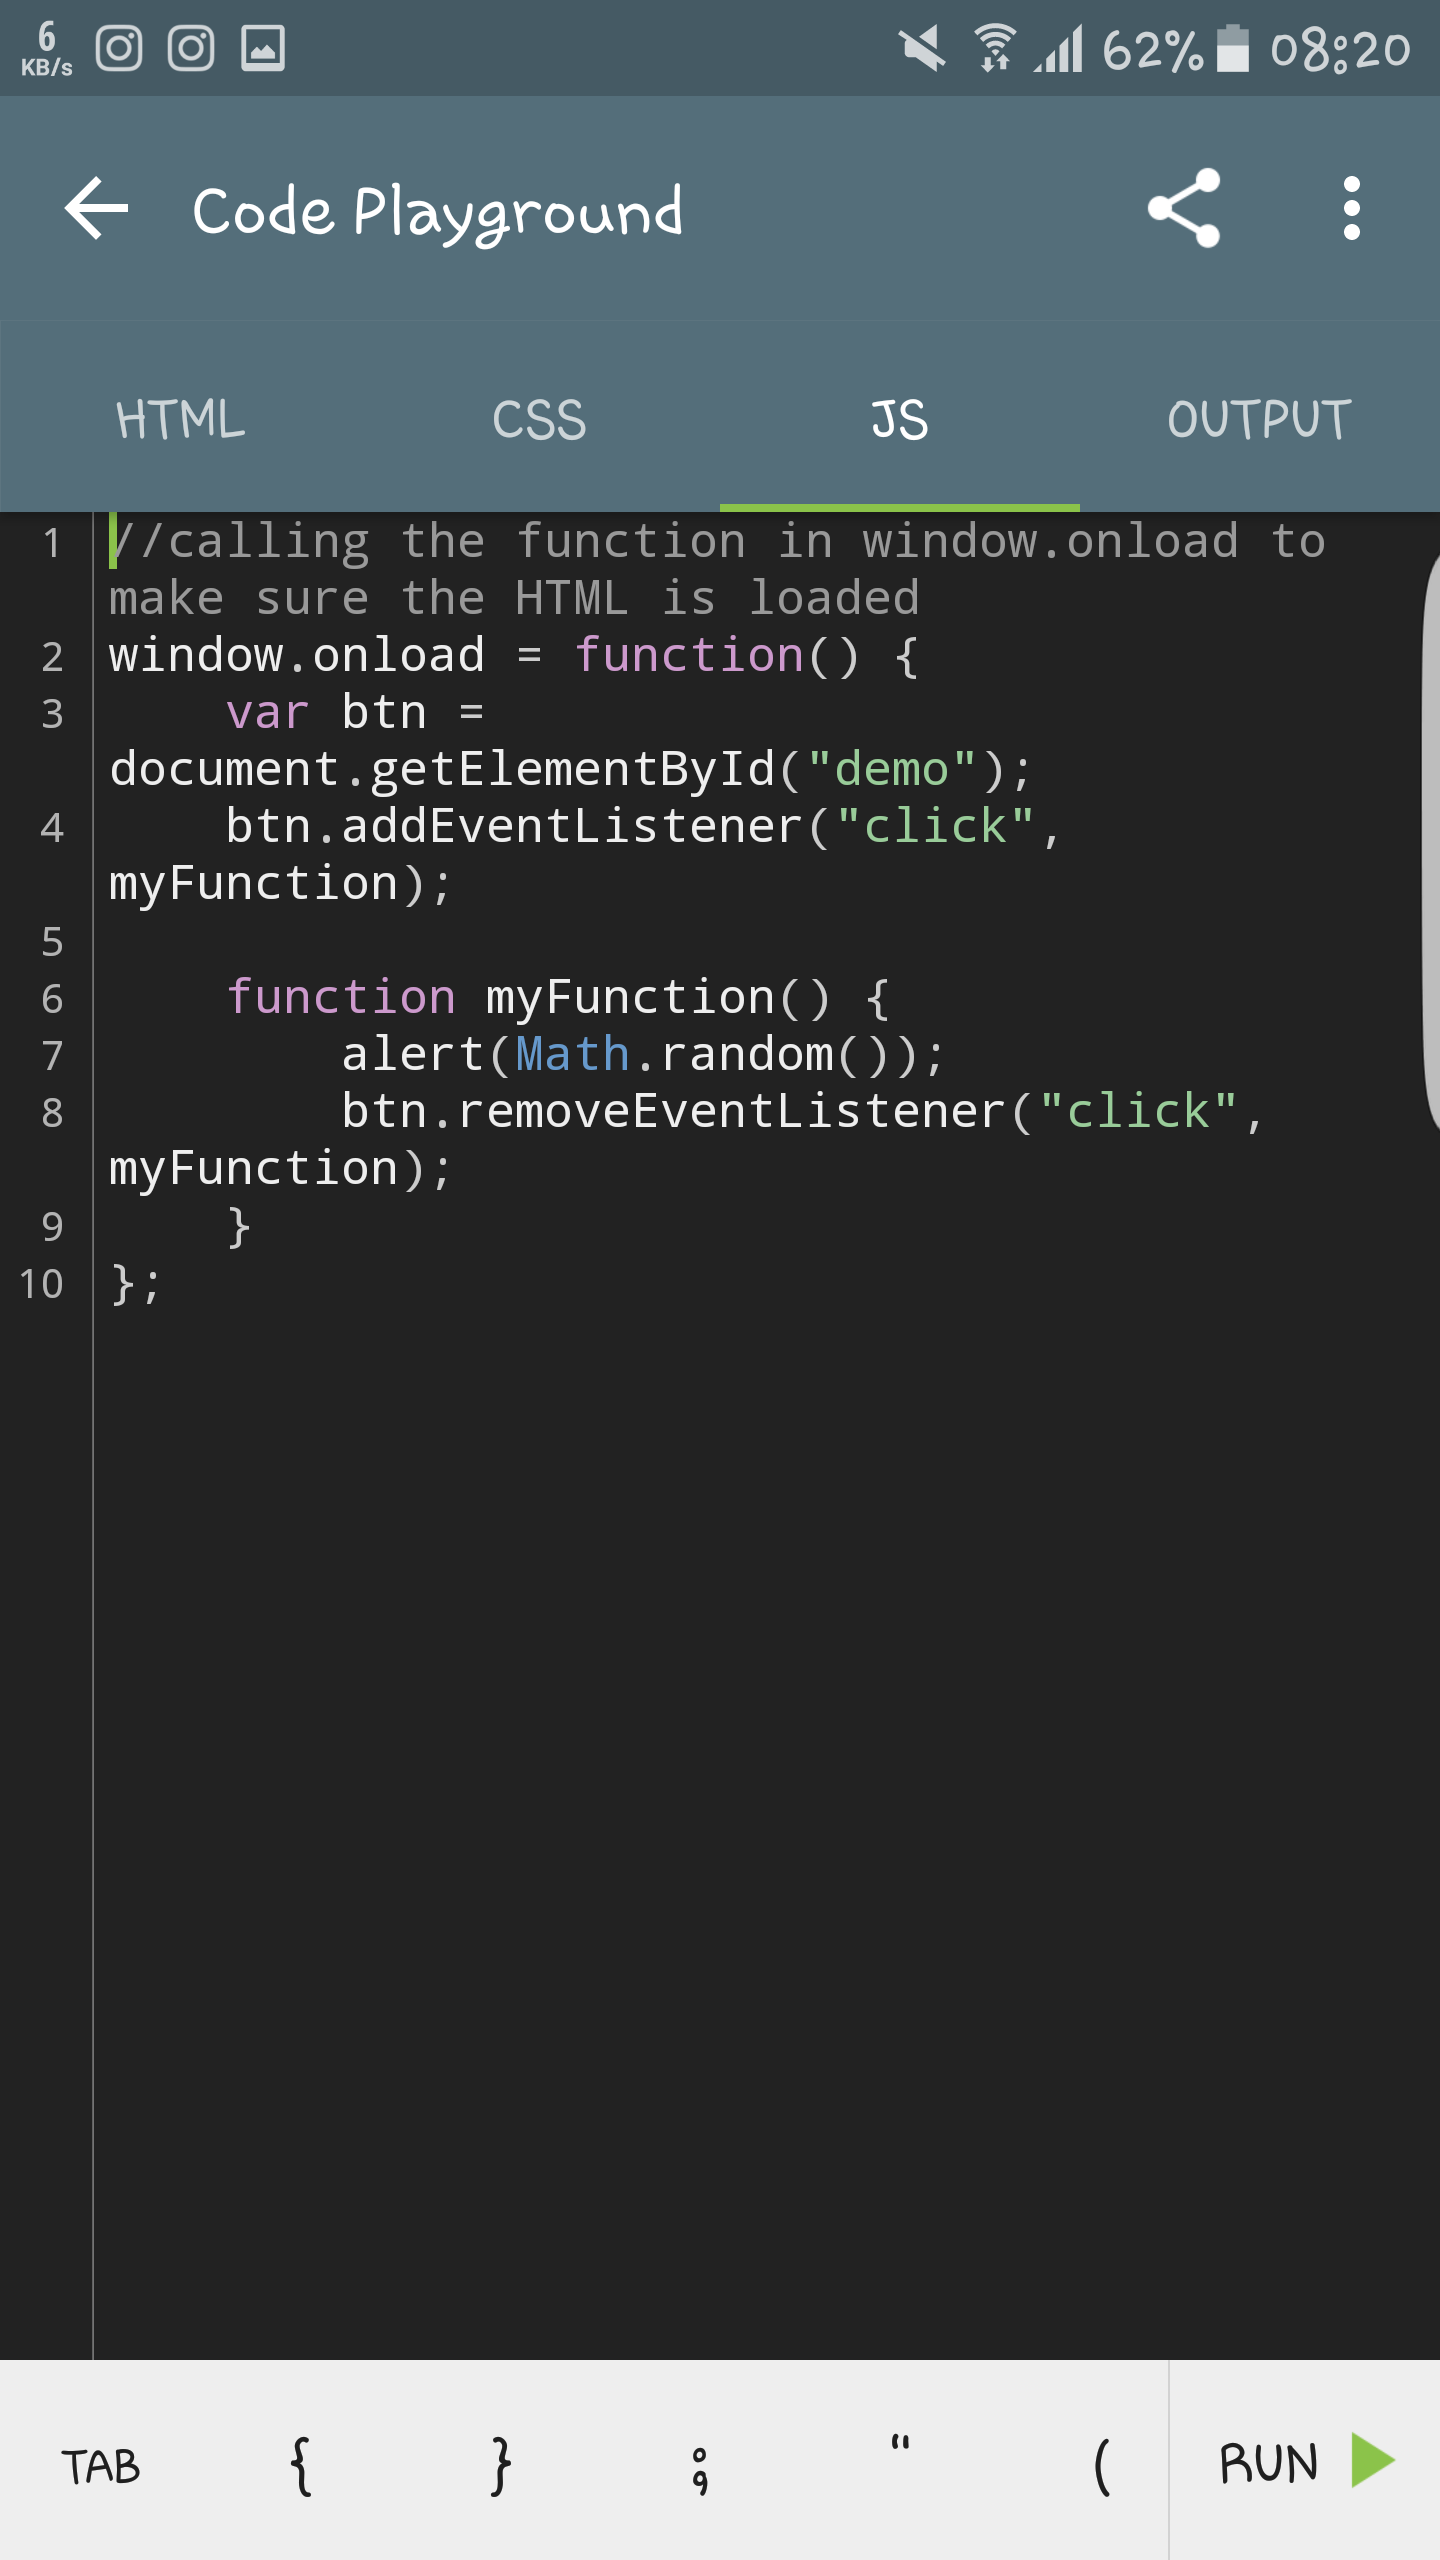 6
KB/s
62%
08:20
Code Playground
HTML CSS JS OUTPUT
1 //calling the function in window.onload to
make sure the HTML is loaded
2 window.onload = function() {
3     var btn =
document.getElementById("demo");
4     btn.addEventListener("click",
myFunction);
5
6     function myFunction() {
7         alert(Math.random());
8         btn.removeEventListener("click",
myFunction);
9     }
10 };
TAB { } ; " ( RUN